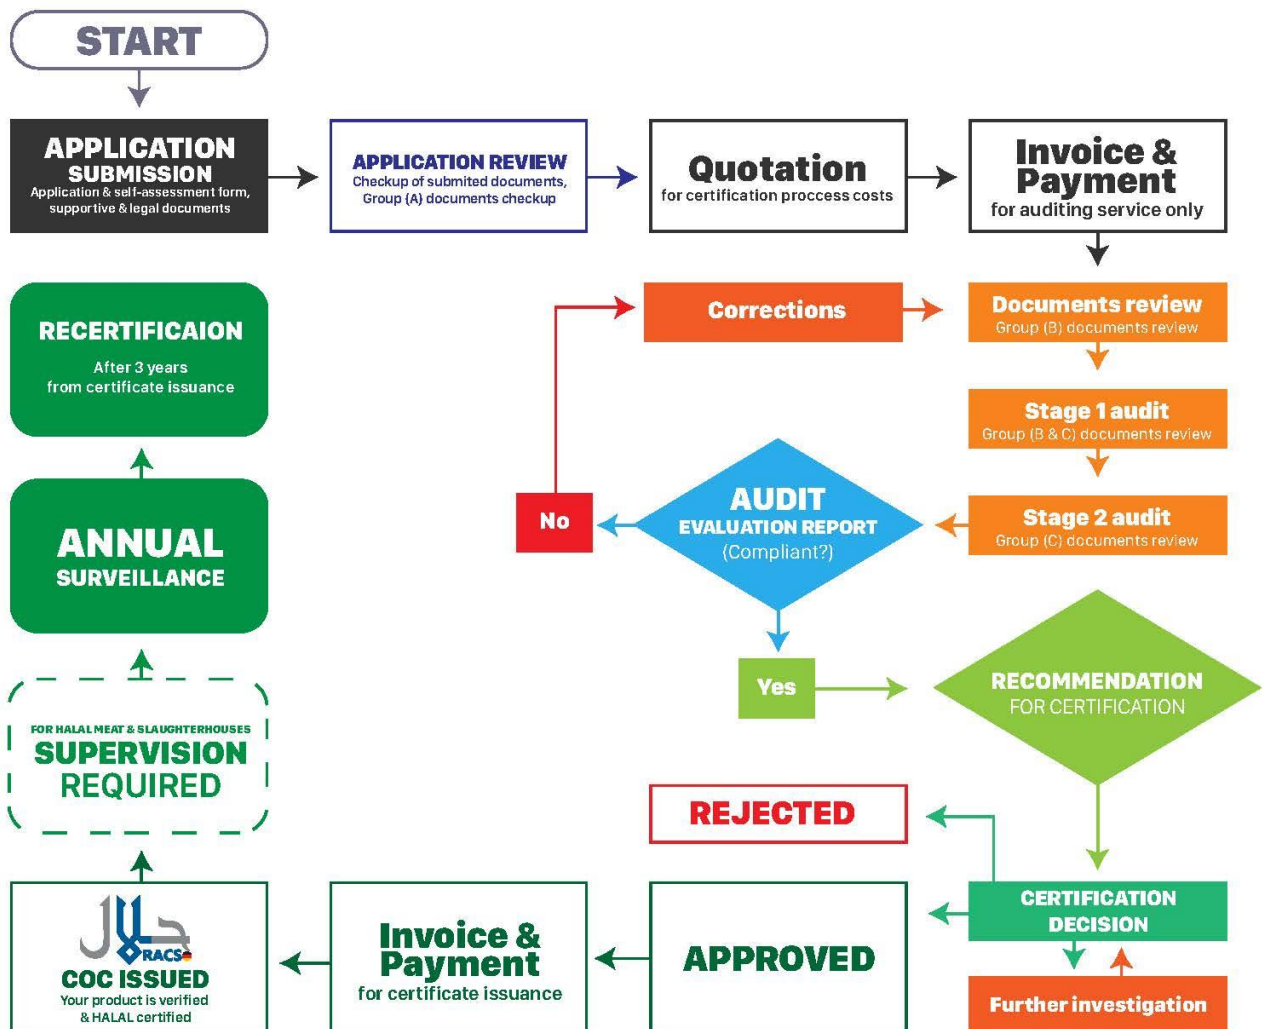 START
APPLICATION
SUBMISSION
Application & self-assessment form,
supportive & legal documents
APPLICATION REVIEW
Checkup of submited documents,
Group (A) documents checkup
Quotation
for certification proccess costs
Invoice &
Payment
for auditing service only
RECERTIFICAION
After 3 years
from certificate issuance
Corrections
Documents review
Group (B) documents review
Stage 1 audit
Group (B & C) documents review
Stage 2 audit
Group (C) documents review
AUDIT
EVALUATION REPORT
(Compliant?)
No
Yes
ANNUAL
SURVEILLANCE
RECOMMENDATION
FOR CERTIFICATION
FOR HALAL MEAT & SLAUGHTERHOUSES
SUPERVISION
REQUIRED
REJECTED
CERTIFICATION
DECISION
Further investigation
APPROVED
Invoice &
Payment
for certificate issuance
حلال
RACS
COC ISSUED
Your product is verified
& HALAL certified